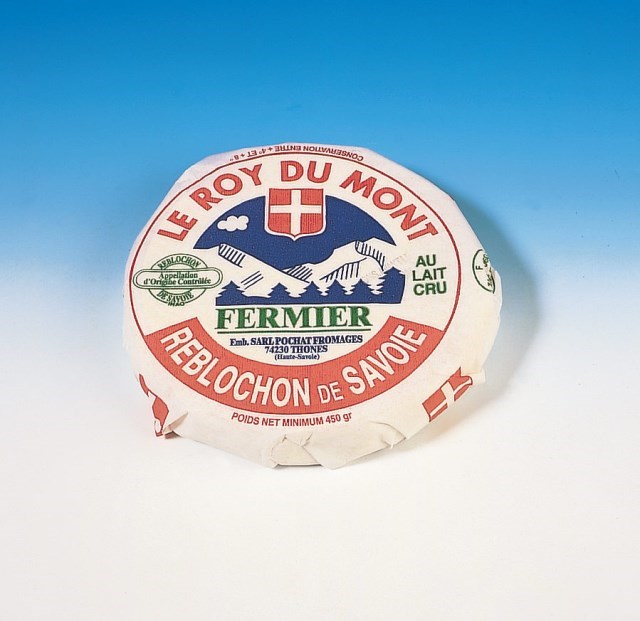 CONSERVATION ENTRE + 4° ET + 8°
LE ROY DU MONT
REBLOCHON
Appellation
d'Origine Contrôlée
DE SAVOIE
AU
LAIT
CRU
FERMIER
Emb. SARL POCHAT FROMAGES
74230 THONES
(Haute-Savoie)
REBLOCHON DE SAVOIE
POIDS NET MINIMUM 450 gr
F